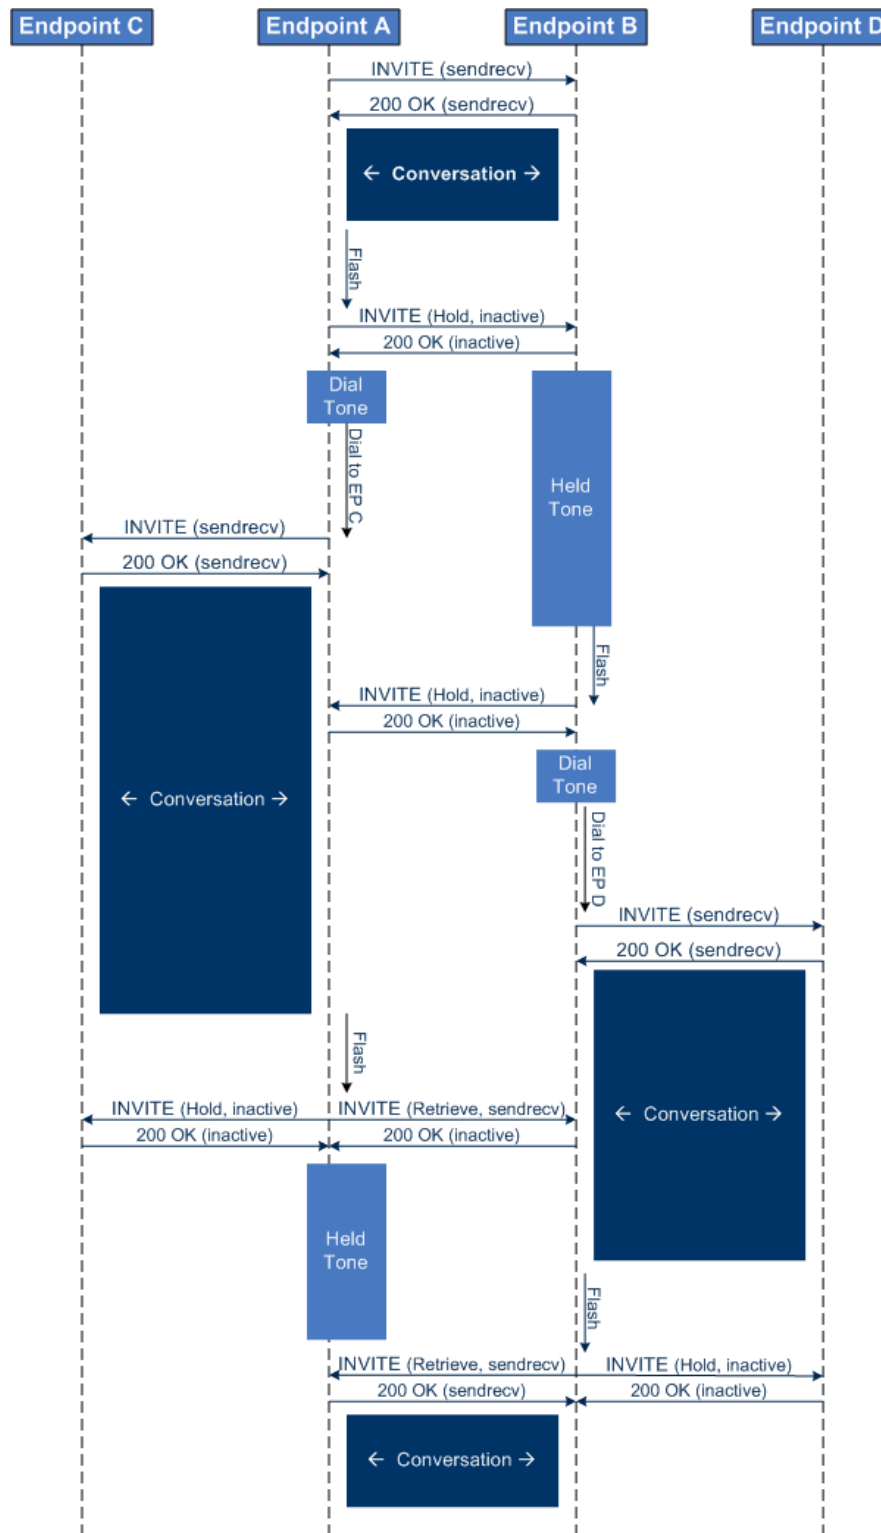 Endpoint C
Endpoint A
Endpoint B
Endpoint D
INVITE (sendrecv)
200 OK (sendrecv)
← Conversation →
Flash
INVITE (Hold, inactive)
200 OK (inactive)
Dial
Tone
Held
Tone
Dial to EP C
INVITE (sendrecv)
200 OK (sendrecv)
Flash
INVITE (Hold, inactive)
200 OK (inactive)
Dial
Tone
← Conversation →
Dial to EP D
INVITE (sendrecv)
200 OK (sendrecv)
Flash
INVITE (Hold, inactive)
INVITE (Retrieve, sendrecv)
← Conversation →
200 OK (inactive)
200 OK (inactive)
Held
Tone
Flash
INVITE (Retrieve, sendrecv)
INVITE (Hold, inactive)
200 OK (sendrecv)
200 OK (inactive)
← Conversation →